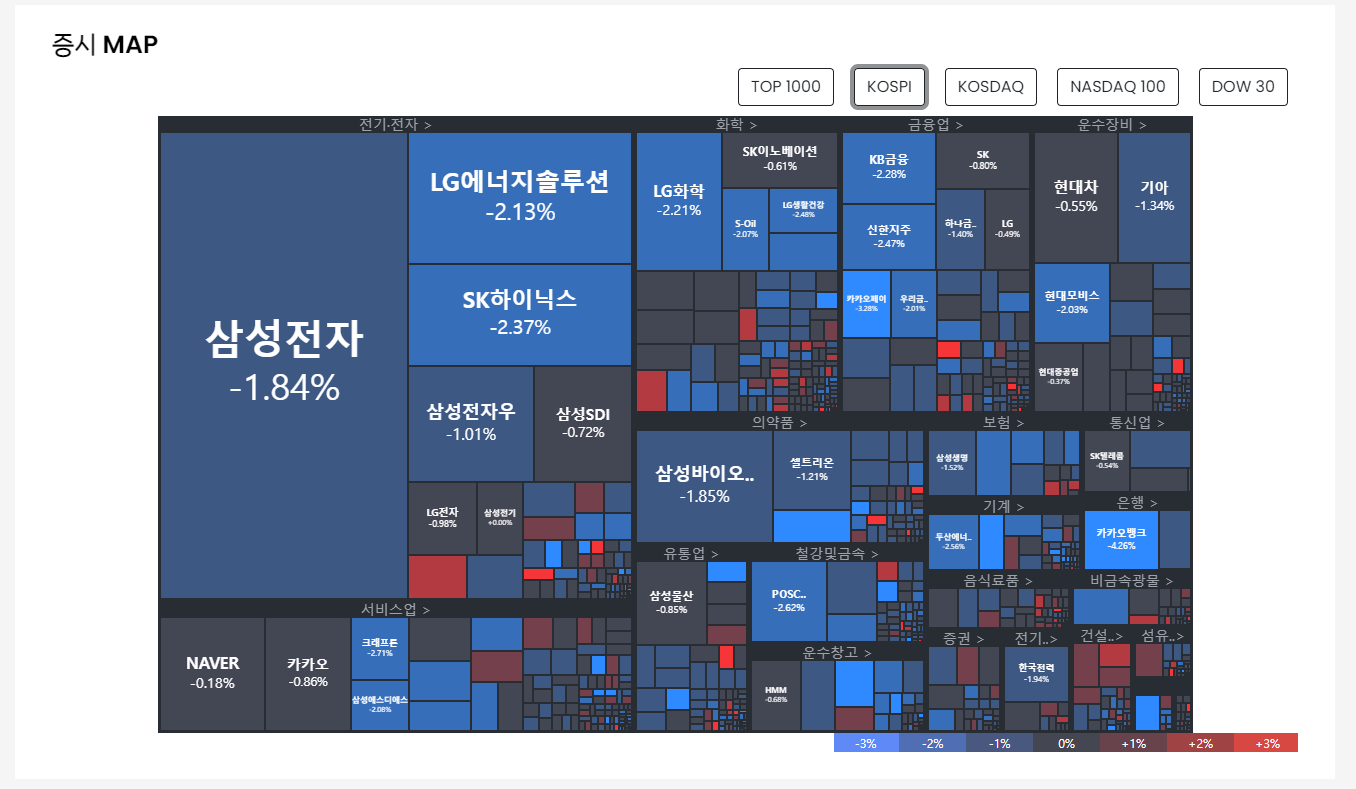 증시 MAP
TOP 1000
KOSPI
KOSDAQ
NASDAQ 100
DOW 30
전기·전자 >
삼성전자
-1.84%
LG에너지솔루션
-2.13%
SK하이닉스
-2.37%
삼성전자우
-1.01%
삼성SDI
-0.72%
LG전자
-0.98%
삼성전기
+0.00%
서비스업 >
NAVER
-0.18%
카카오
-0.86%
크래프톤
-2.71%
삼성에스디에스
-2.08%
화학 >
LG화학
-2.21%
SK이노베이션
-0.61%
S-Oil
-2.07%
LG생활건강
-2.48%
금융업 >
KB금융
-2.28%
SK
-0.80%
신한지주
-2.47%
하나금..
-1.40%
LG
-0.49%
카카오페이
-3.28%
우리금..
-2.01%
운수장비 >
현대차
-0.55%
기아
-1.34%
현대모비스
-2.03%
현대중공업
-0.37%
의약품 >
삼성바이오..
-1.85%
셀트리온
-1.21%
보험 >
삼성생명
-1.52%
통신업 >
SK텔레콤
-0.54%
기계 >
두산에너..
-2.56%
은행 >
카카오뱅크
-4.26%
유통업 >
삼성물산
-0.85%
철강및금속 >
POSC..
-2.62%
음식료품 >
비금속광물 >
운수창고 >
HMM
-0.68%
증권 >
전기..>
한국전력
-1.94%
건설..>
섬유..>
-3%
-2%
-1%
0%
+1%
+2%
+3%